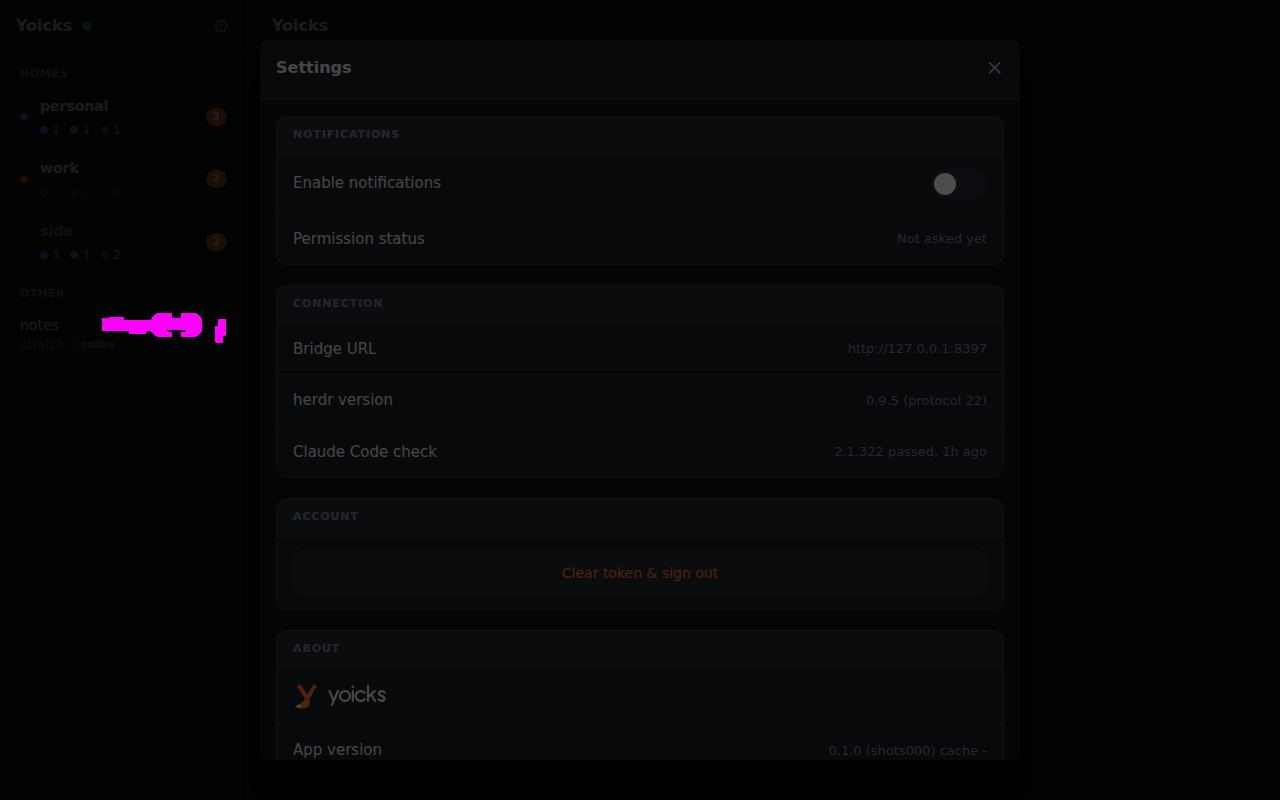 Yoicks
Yoicks
HOMES
personal
3
1 1 1
work
2
0 0 0
side
2
1 1 2
OTHER
notes
scratch codex
Settings
NOTIFICATIONS
Enable notifications
Permission status Not asked yet
CONNECTION
Bridge URL http://127.0.0.1:8397
herdr version 0.9.5 (protocol 22)
Claude Code check 2.1.322 passed, 1h ago
ACCOUNT
Clear token & sign out
ABOUT
yoicks
App version 0.1.0 (shots000) cache -